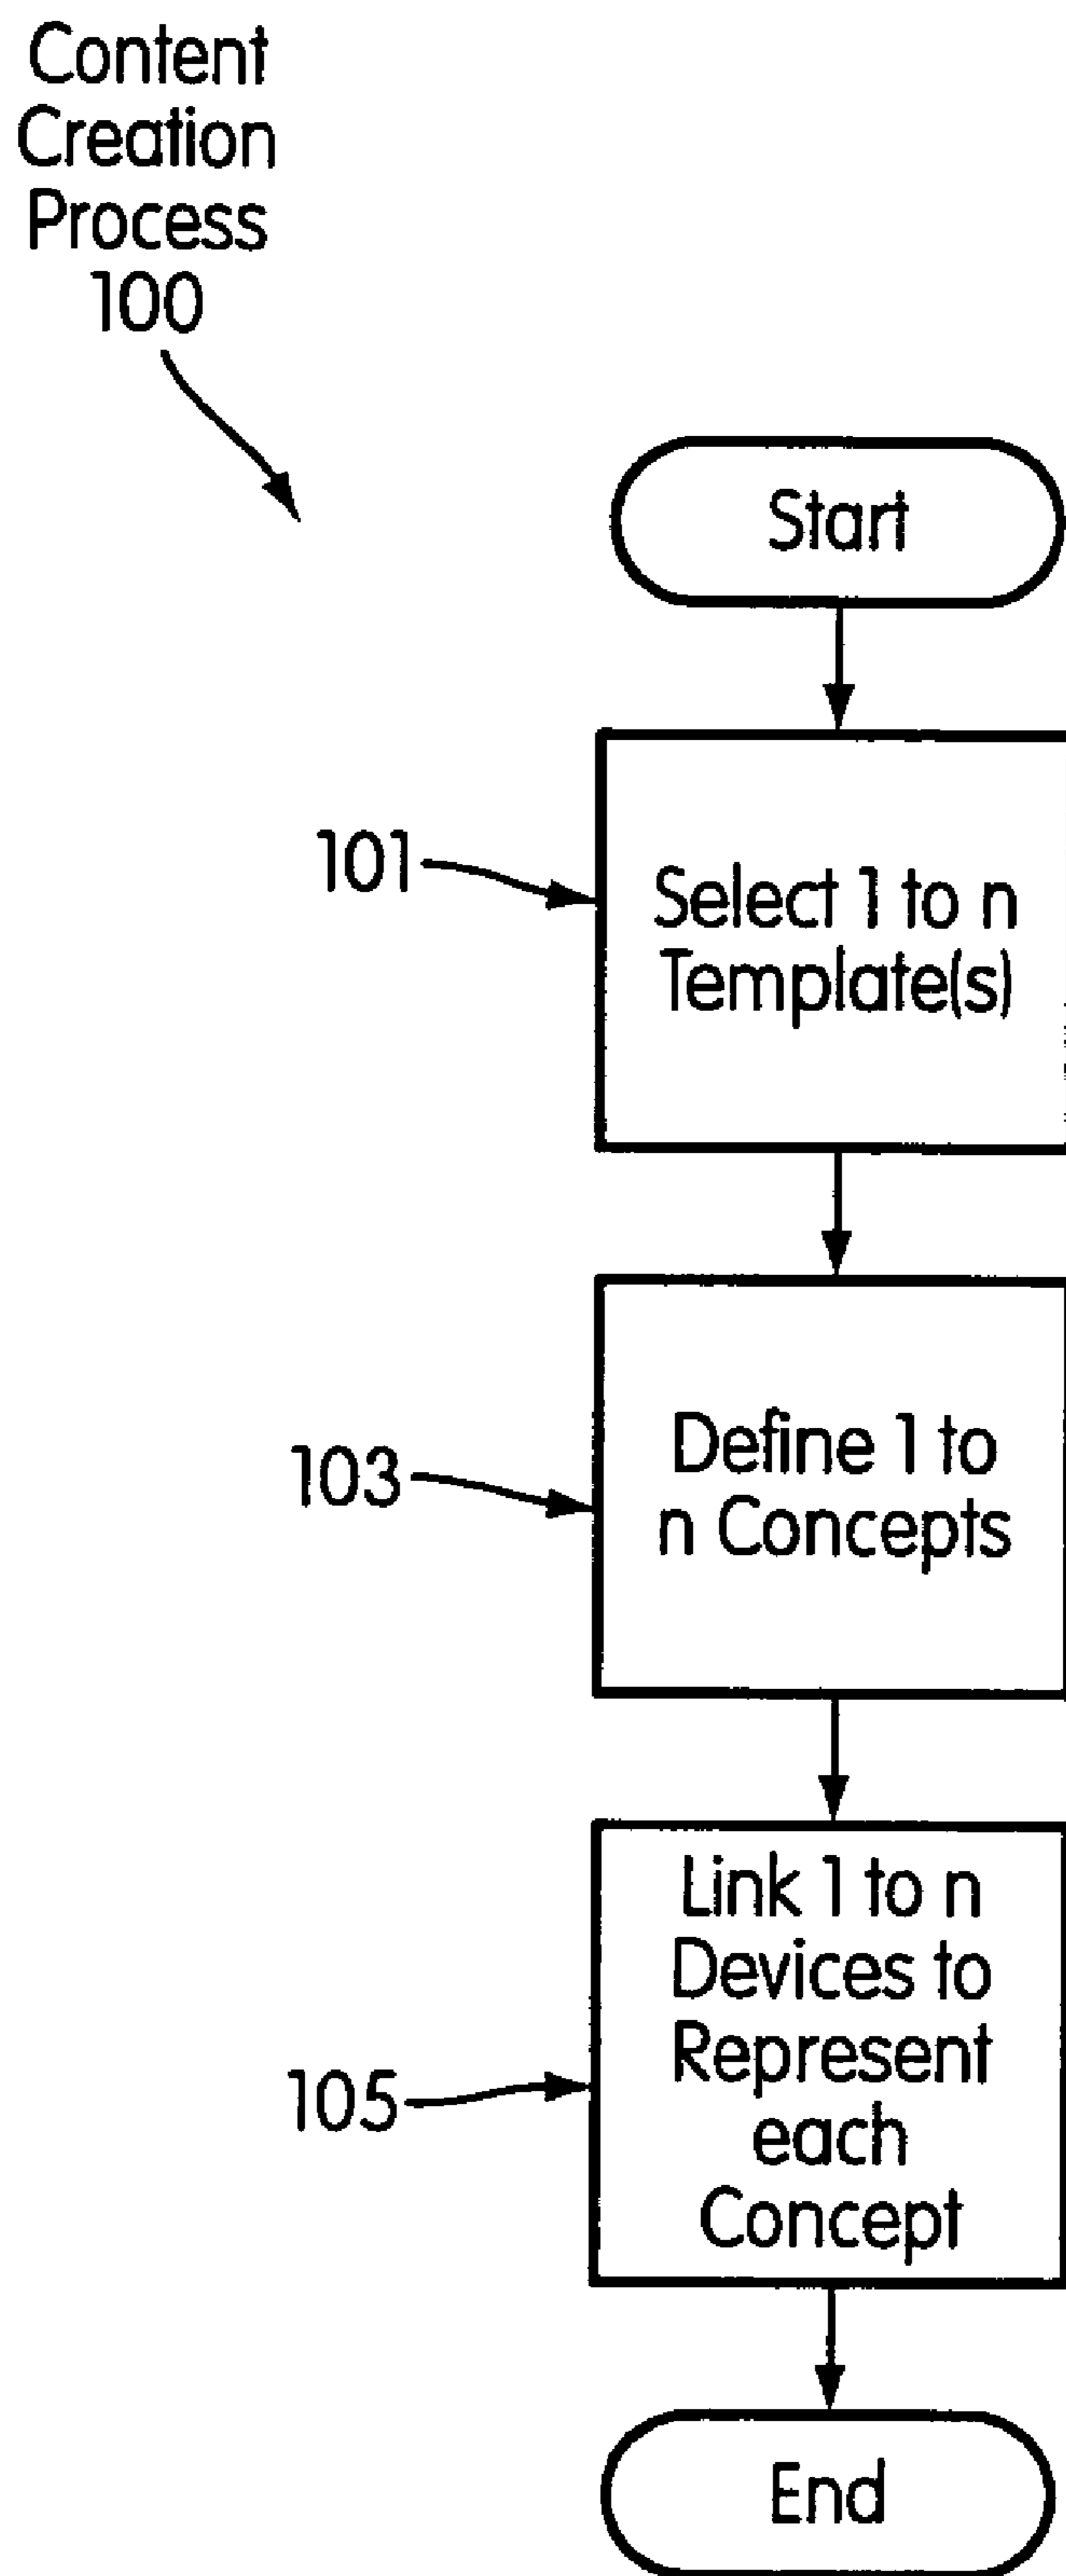 Content
Creation
Process
100
Start
101
Select 1 to n
Template(s)
103
Define 1 to
n Concepts
105
Link 1 to n
Devices to
Represent
each
Concept
End